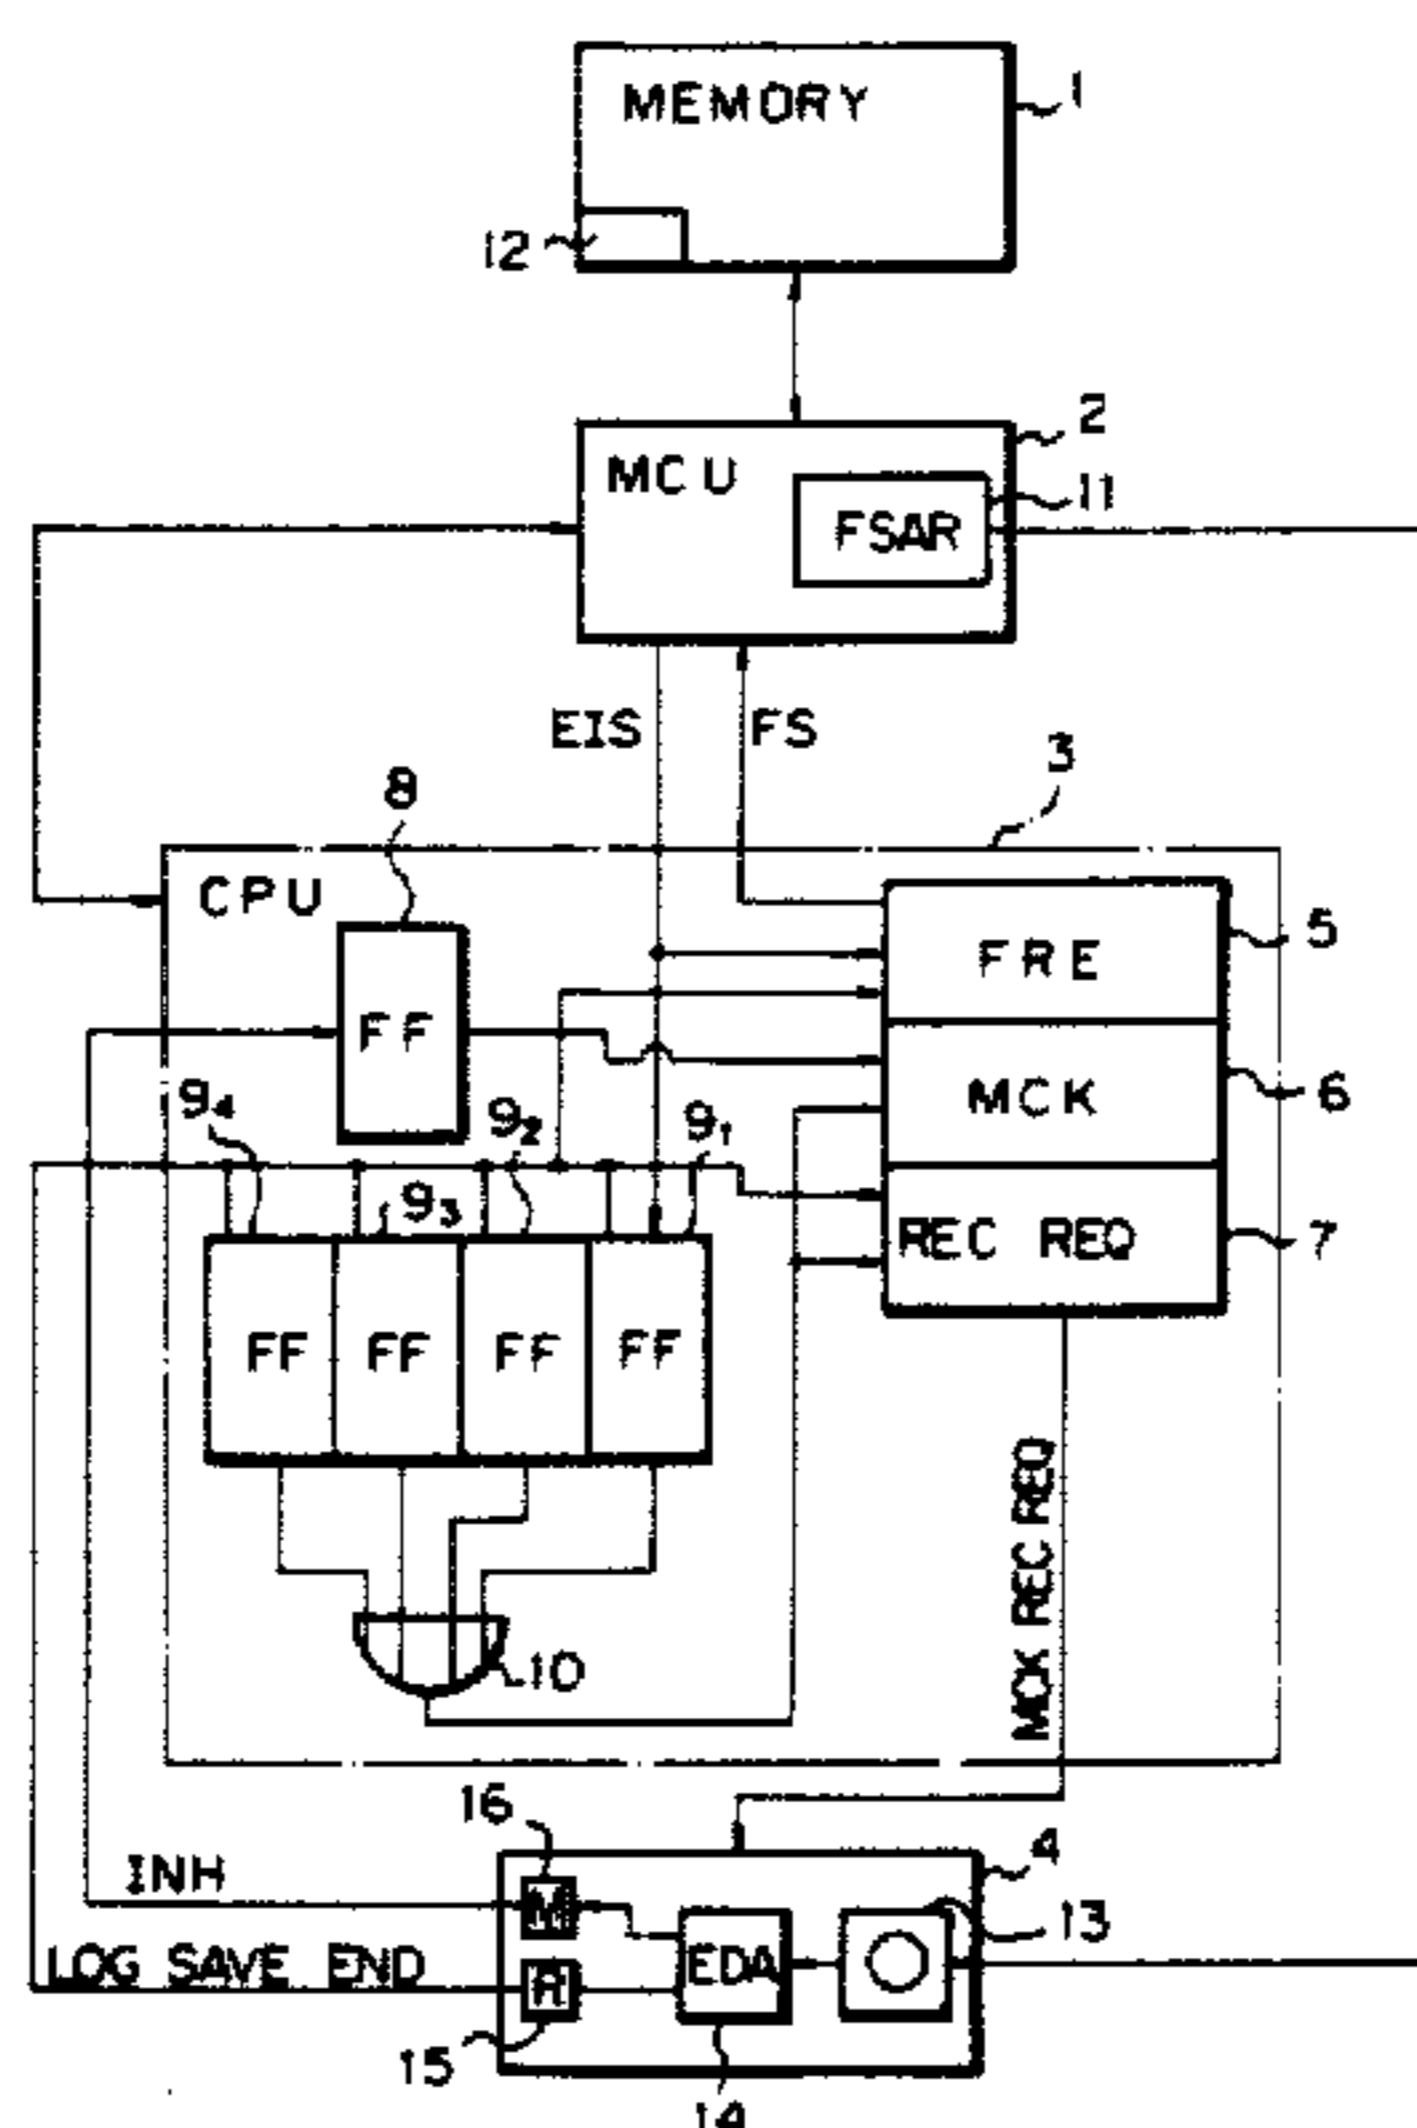 MEMORY
1
12
2
MCU
11
FSAR
EIS
FS
3
8
CPU
5
FRE
FF
MCK
6
94
92
91
93
REC REQ
7
FF
FF
FF
FF
MCK REC REQ
10
16
4
INH
M
13
EDA
LOG SAVE END
R
15
14